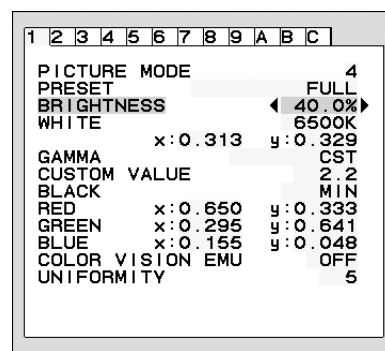 1 2 3 4 5 6 7 8 9 A B C
PICTURE MODE 4
PRESET FULL
BRIGHTNESS 40.0%
WHITE 6500K
x:0.313 y:0.329
GAMMA CST
CUSTOM VALUE 2.2
BLACK MIN
RED x:0.650 y:0.333
GREEN x:0.295 y:0.641
BLUE x:0.155 y:0.048
COLOR VISION EMU OFF
UNIFORMITY 5